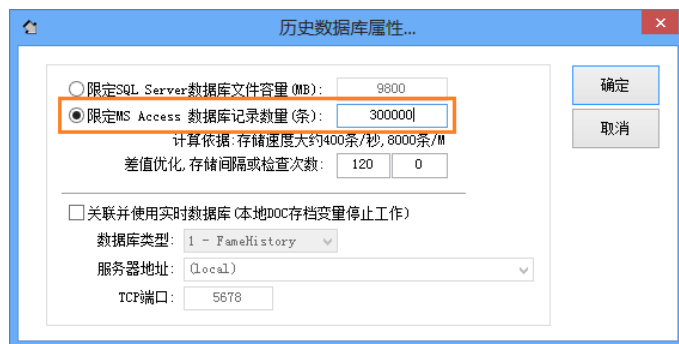 历史数据库属性...
限定SQL Server数据库文件容量(MB): 9800
限定MS Access 数据库记录数量(条): 300000
计算依据:存储速度大约400条/秒,8000条/M
差值优化,存储间隔或检查次数: 120 0
关联并使用实时数据库(本地DOC存档变量停止工作)
数据库类型: 1 - FameHistory
服务器地址: (local)
TCP端口: 5678
确定
取消